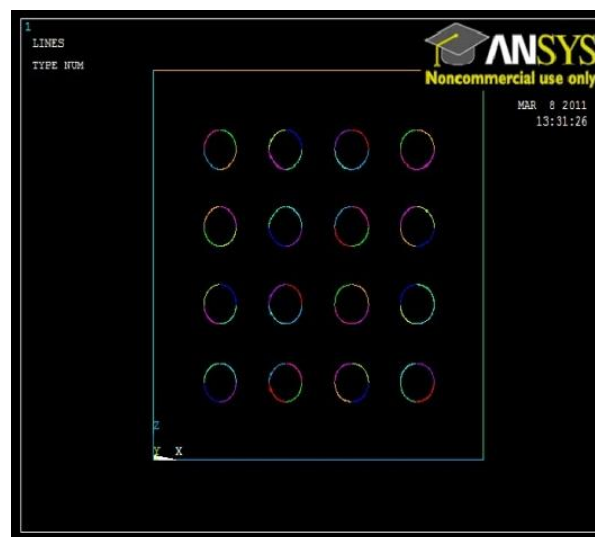 1
LINES
TYPE NUM
ANSYS
Noncommercial use only
MAR 8 2011
13:31:26
Z
Y X